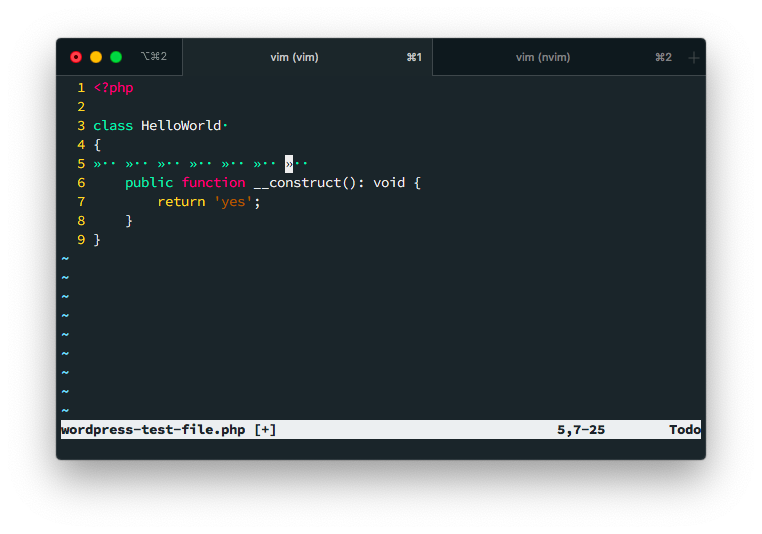 ⌥⌘2 vim (vim) ⌘1 vim (nvim) ⌘2 +
1 <?php
2
3 class HelloWorld·
4 {
5 »·· »·· »·· »·· »·· »·· »··
6     public function __construct(): void {
7         return 'yes';
8     }
9 }
~
~
~
~
~
~
~
~
~
wordpress-test-file.php [+] 5,7-25 Todo